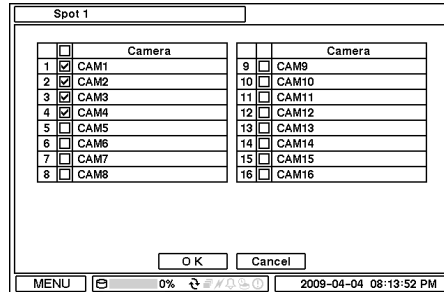 Spot 1
Camera
1 CAM1
2 CAM2
3 CAM3
4 CAM4
5 CAM5
6 CAM6
7 CAM7
8 CAM8
Camera
9 CAM9
10 CAM10
11 CAM11
12 CAM12
13 CAM13
14 CAM14
15 CAM15
16 CAM16
O K
Cancel
MENU 0% 2009-04-04 08:13:52 PM